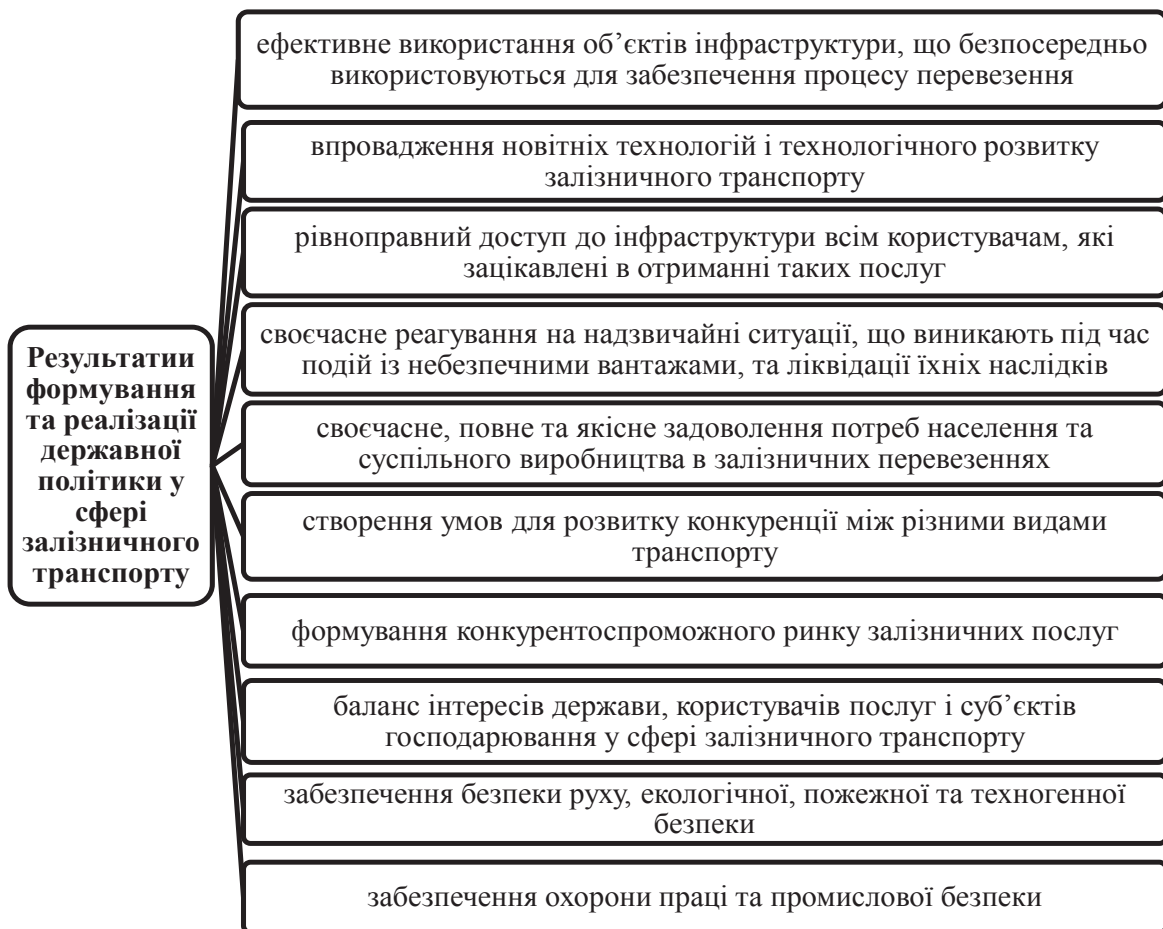 ефективне використання об’єктів інфраструктури, що безпосередньо
використовуються для забезпечення процесу перевезення
впровадження новітніх технологій і технологічного розвитку
залізничного транспорту
рівноправний доступ до інфраструктури всім користувачам, які
зацікавлені в отриманні таких послуг
своєчасне реагування на надзвичайні ситуації, що виникають під час
подій із небезпечними вантажами, та ліквідації їхніх наслідків
Результатии
формування
та реалізації
державної
політики у
сфері
залізничного
транспорту
своєчасне, повне та якісне задоволення потреб населення та
суспільного виробництва в залізничних перевезеннях
створення умов для розвитку конкуренції між різними видами
транспорту
формування конкурентоспроможного ринку залізничних послуг
баланс інтересів держави, користувачів послуг і суб’єктів
господарювання у сфері залізничного транспорту
забезпечення безпеки руху, екологічної, пожежної та техногенної
безпеки
забезпечення охорони праці та промислової безпеки